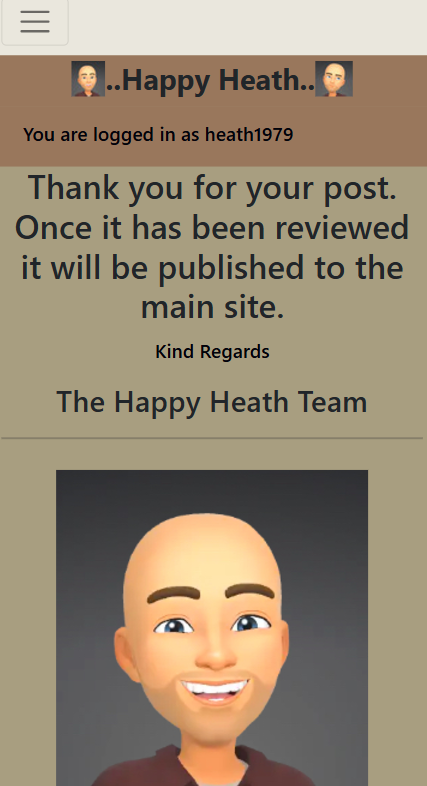 ..Happy Heath..
You are logged in as heath1979
Thank you for your post.
Once it has been reviewed
it will be published to the
main site.
Kind Regards
The Happy Heath Team